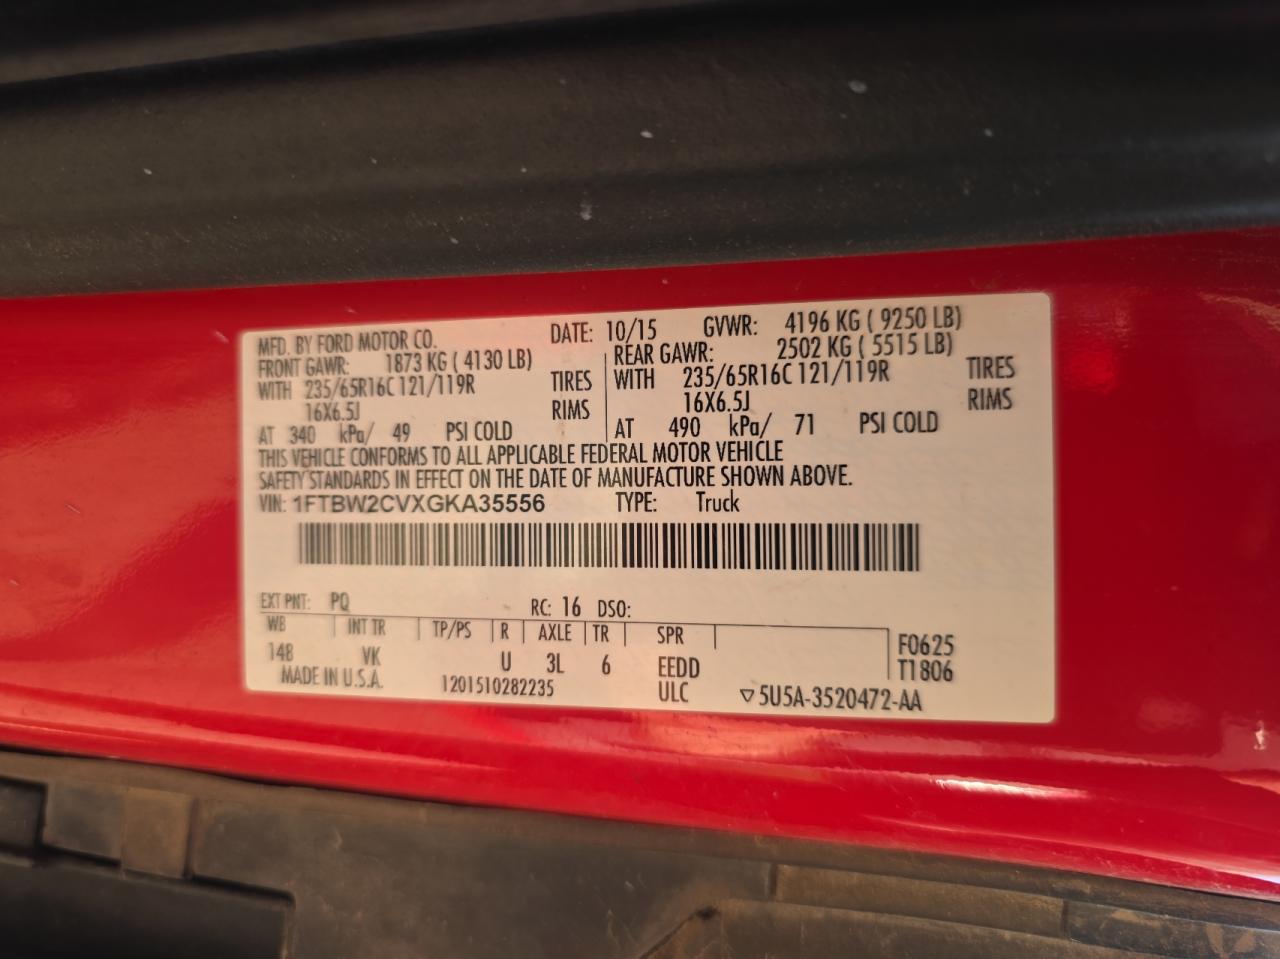 MFD. BY FORD MOTOR CO. DATE: 10/15 GVWR: 4196 KG ( 9250 LB)
FRONT GAWR: 1873 KG ( 4130 LB) REAR GAWR: 2502 KG ( 5515 LB)
WITH 235/65R16C 121/119R TIRES WITH 235/65R16C 121/119R TIRES
16X6.5J RIMS 16X6.5J RIMS
AT 340 kPa/ 49 PSI COLD AT 490 kPa/ 71 PSI COLD
THIS VEHICLE CONFORMS TO ALL APPLICABLE FEDERAL MOTOR VEHICLE
SAFETY STANDARDS IN EFFECT ON THE DATE OF MANUFACTURE SHOWN ABOVE.
VIN: 1FTBW2CVXGKA35556 TYPE: Truck
EXT PNT: PQ RC: 16 DSO:
WB INT TR TP/PS R AXLE TR SPR F0625
148 VK U 3L 6 EEDD T1806
MADE IN U.S.A. 1201510282235 ULC ▽5U5A-3520472-AA